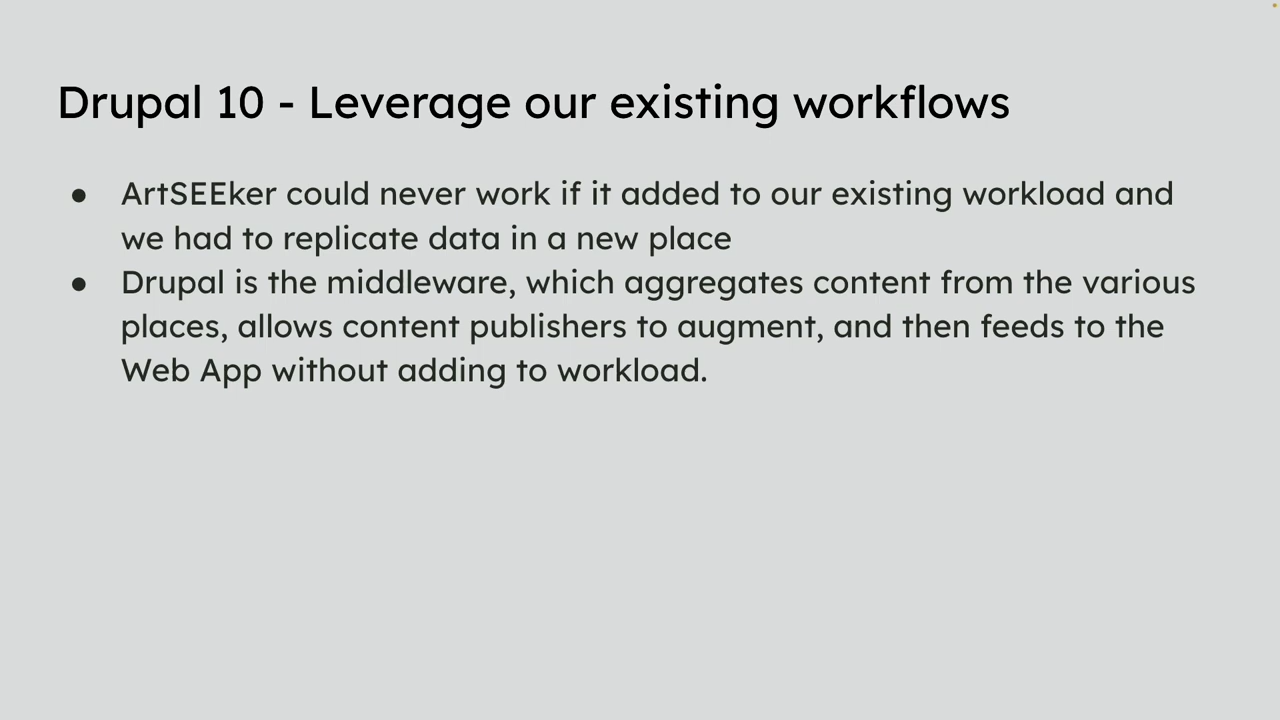 Drupal 10 - Leverage our existing workflows
● ArtSEEker could never work if it added to our existing workload and
we had to replicate data in a new place
● Drupal is the middleware, which aggregates content from the various
places, allows content publishers to augment, and then feeds to the
Web App without adding to workload.